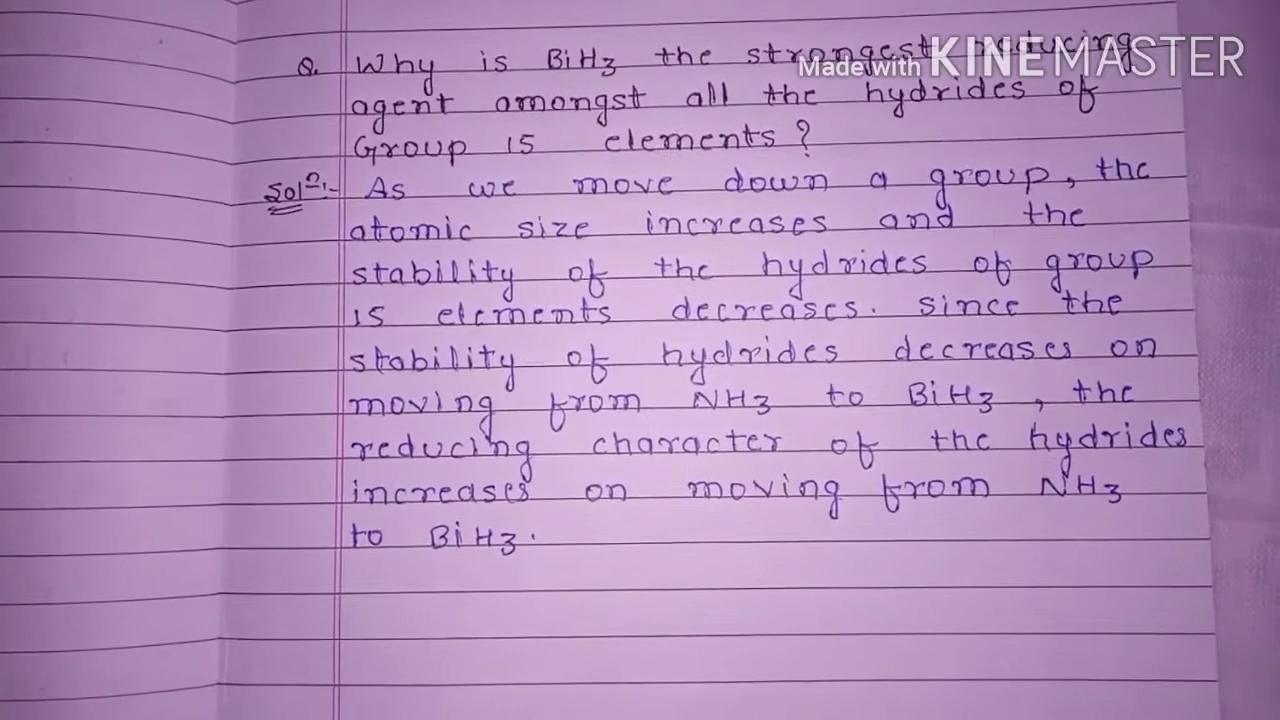 Q. Why is BiH3 the strongest reducing
Made with KINEMASTER
agent amongst all the hydrides of
Group 15 elements?
Sol?:- As we move down a group, the
atomic size increases and the
stability of the hydrides of group
15 elements decreases. since the
stability of hydrides decreases on
moving from NH3 to BiH3, the
reducing character of the hydrides
increases on moving from NH3
to BiH3.